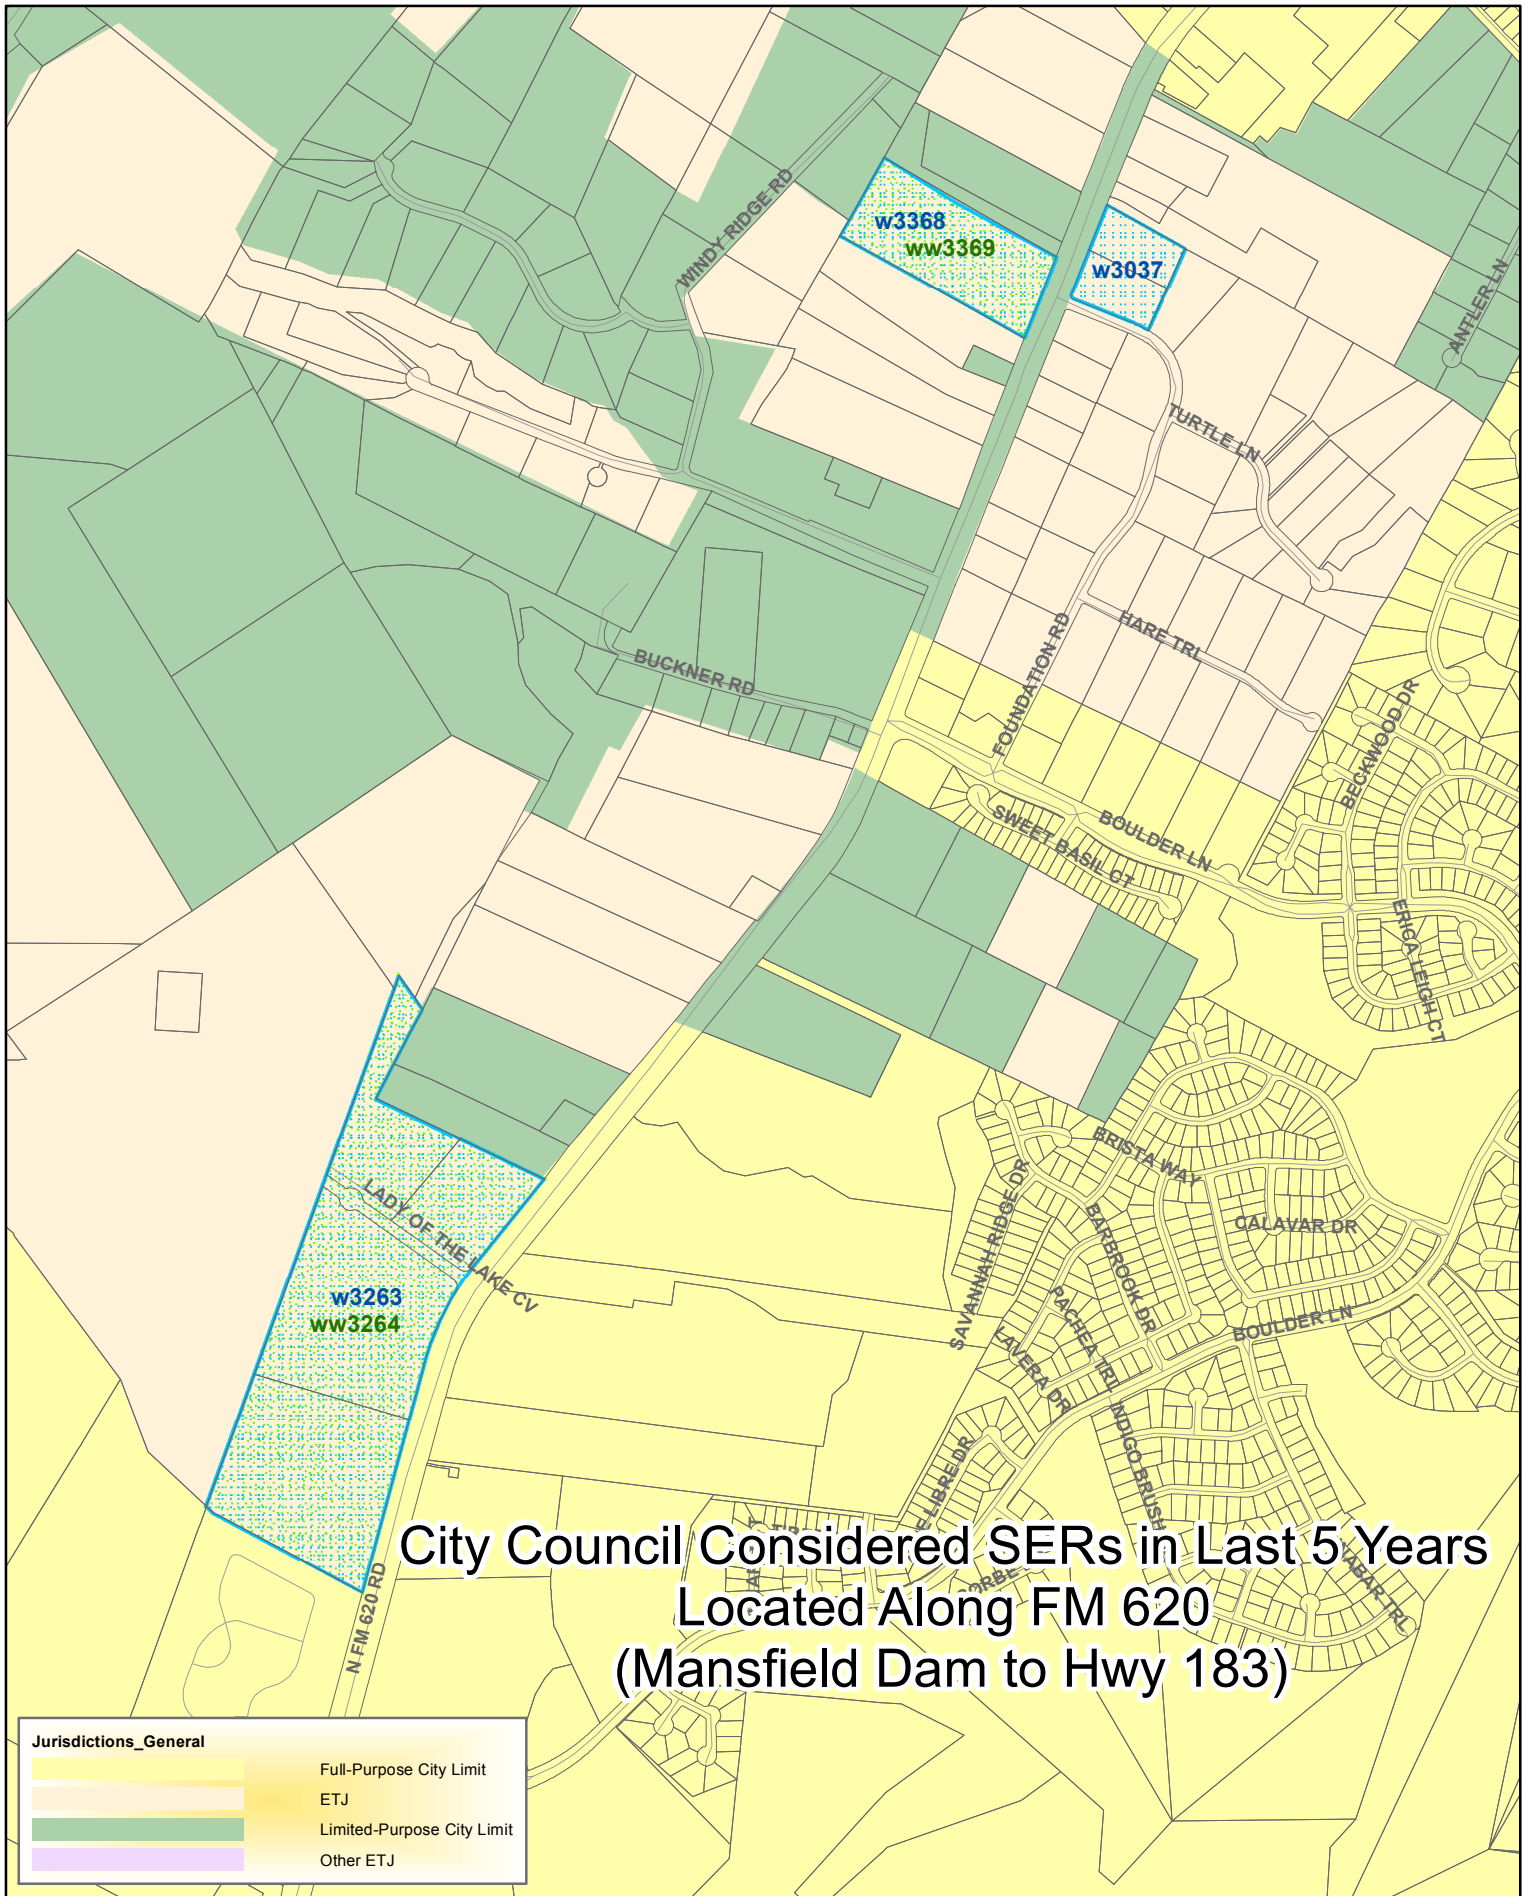 WINDY RIDGE RD
w3368
ww3369
w3037
ANTLER LN
TURTLE LN
HARE TRL
FOUNDATION RD
BUCKNER RD
BECKWOOD DR
SWEET BASIL CT
BOULDER LN
ERICA LEIGH CT
BRISTA WAY
SAVANNAH RIDGE DR
BARBROOK DR
CALAVAR DR
LADY OF THE LAKE CV
w3263
ww3264
PACHEA TRL
LAVERA DR
BOULDER LN
INDIGO BRUSH
LIBRE DR
N FM 620 RD
City Council Considered SERs in Last 5 Years
Located Along FM 620
(Mansfield Dam to Hwy 183)
Jurisdictions_General
Full-Purpose City Limit
ETJ
Limited-Purpose City Limit
Other ETJ